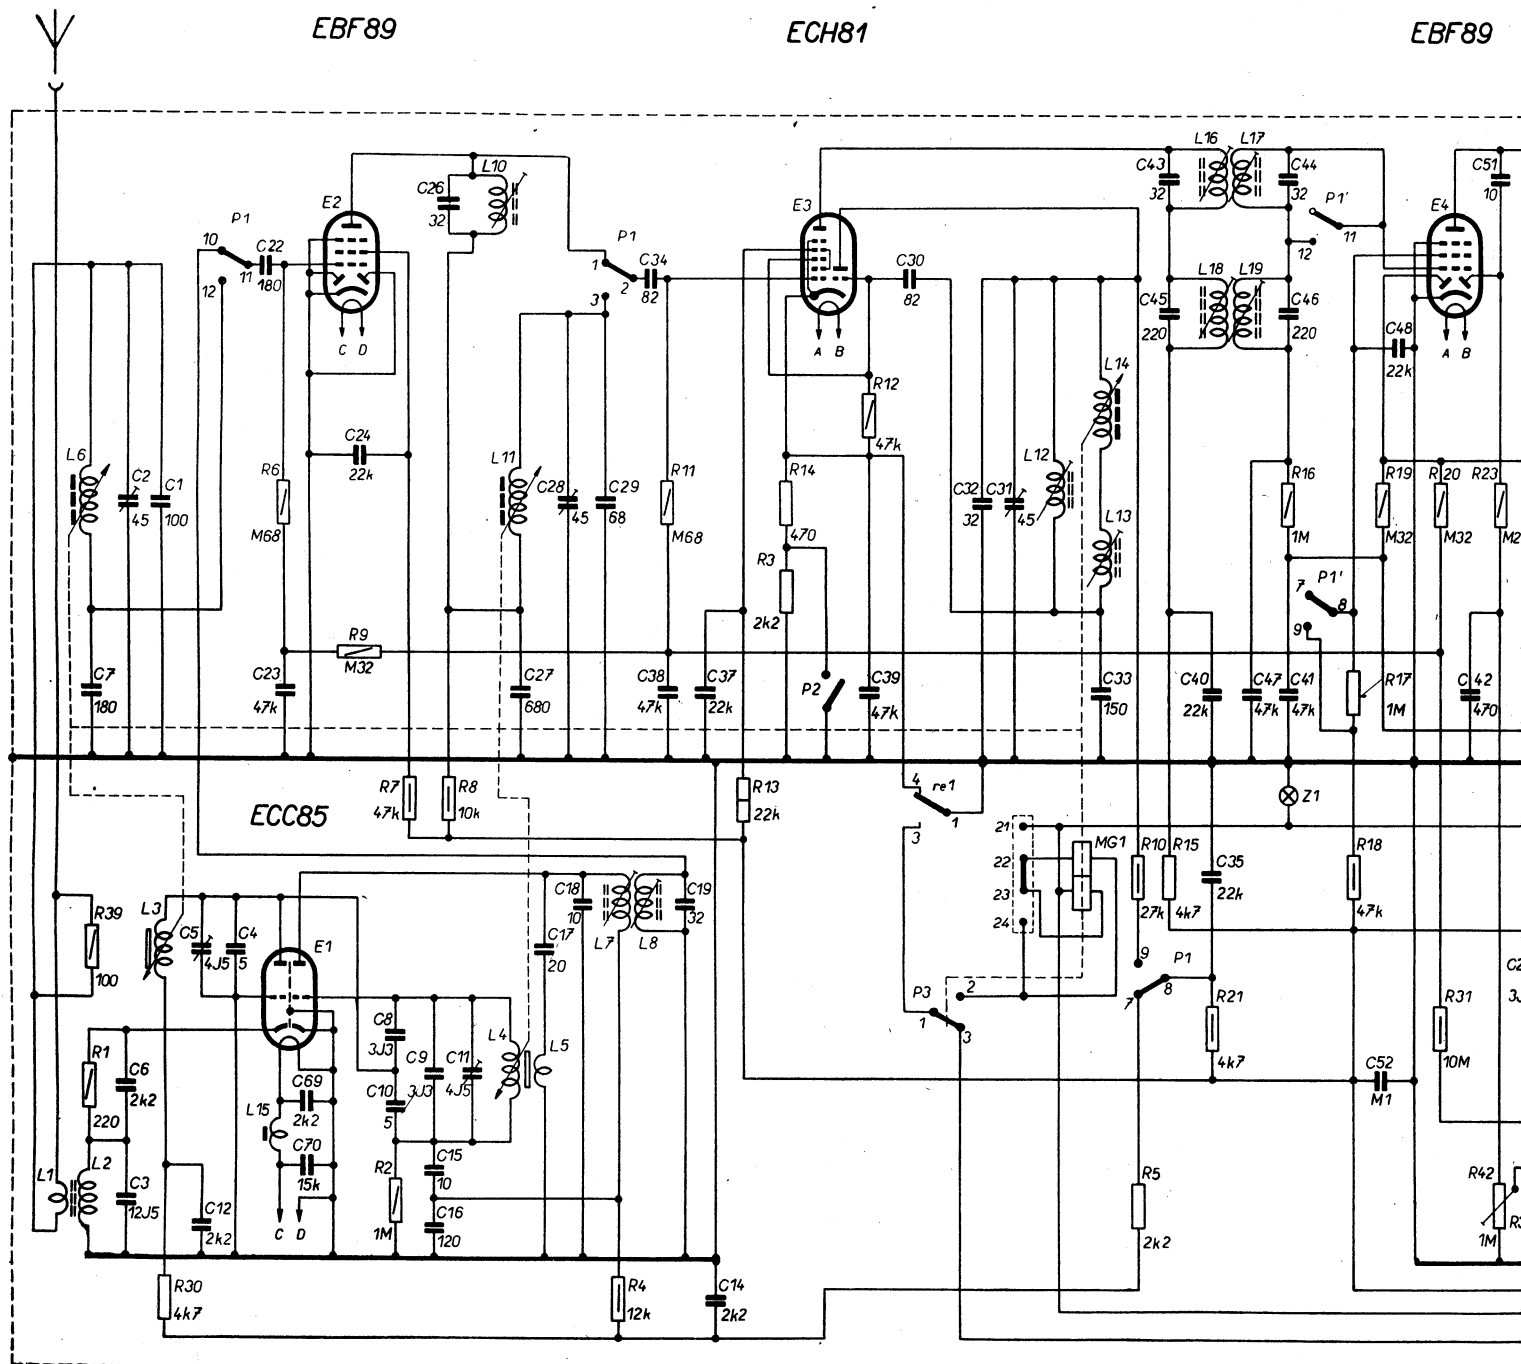 EBF89 ECH81 EBF89
L16 L17
C43 32 C44 32 C51 10
L10
C26 32
E2 E3 E4
P1 10 11 12 C22 180
P1 1 2 3 C34 82
C30 82
P1' 11 12
L18 L19
C45 220 C46 220
C D
A B
C48 22k
A B
L14
R12 47k
L6
C2 45
C1 100
R6 M68
C24 22k
L11
C28 45
C29 68
R11 M68
R14 470
L12
C32 32
C31 45
R16 1M
R19 M32
R20 M32
R23
L13
R3 2k2
P1' 7 8 9
R9 M32
C7 180
C23 47k
C27 680
C38 47k
C37 22k
P2
C39 47k
C33 150
C40 22k
C47 47k
C41 47k
R17 1M
C42 470
ECC85
R7 47k
R8 10k
R13 22k
4 re1 1 3
Z1
21 22 23 24
MG1
R10 27k
R15 4k7
C35 22k
R18 47k
R39 100
L3
C5 4J5
C4 5
E1
C18 10
C19 32
L7 L8
C17 20
9 P1 8 7
P3 1 2 3
R21 4k7
R31 10M
R1 220
C6 2k2
C8 3J3
C9 3J3
C11 4J5
L4 L5
C10 5
C69 2k2
L15
C70 15k
C52 M1
L1 L2
C3 12J5
C12 2k2
C D
R2 1M
C15 10
C16 120
R5 2k2
R42 1M
R30 4k7
R4 12k
C14 2k2